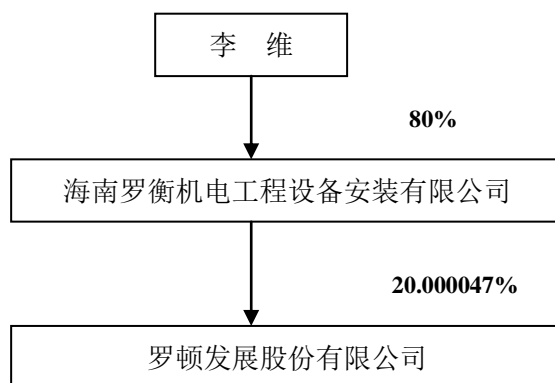 李 维
80%
海南罗衡机电工程设备安装有限公司
20.000047%
罗顿发展股份有限公司